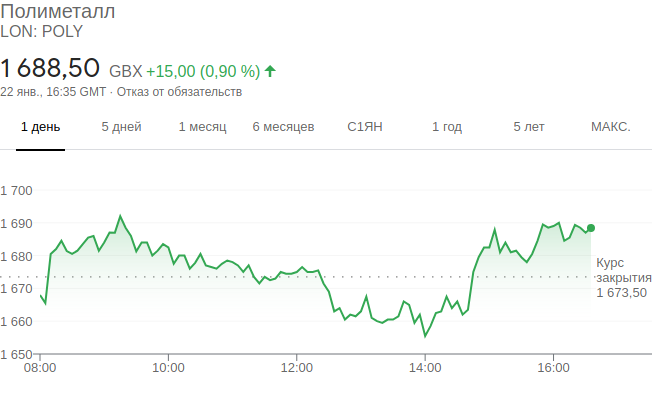 Полиметалл
LON: POLY
1 688,50 GBX +15,00 (0,90 %)
22 янв., 16:35 GMT · Отказ от обязательств
1 день 5 дней 1 месяц 6 месяцев С1ЯН 1 год 5 лет МАКС.
1 700
1 690
1 680
1 670
1 660
1 650
Курс
закрытия
1 673,50
08:00 10:00 12:00 14:00 16:00